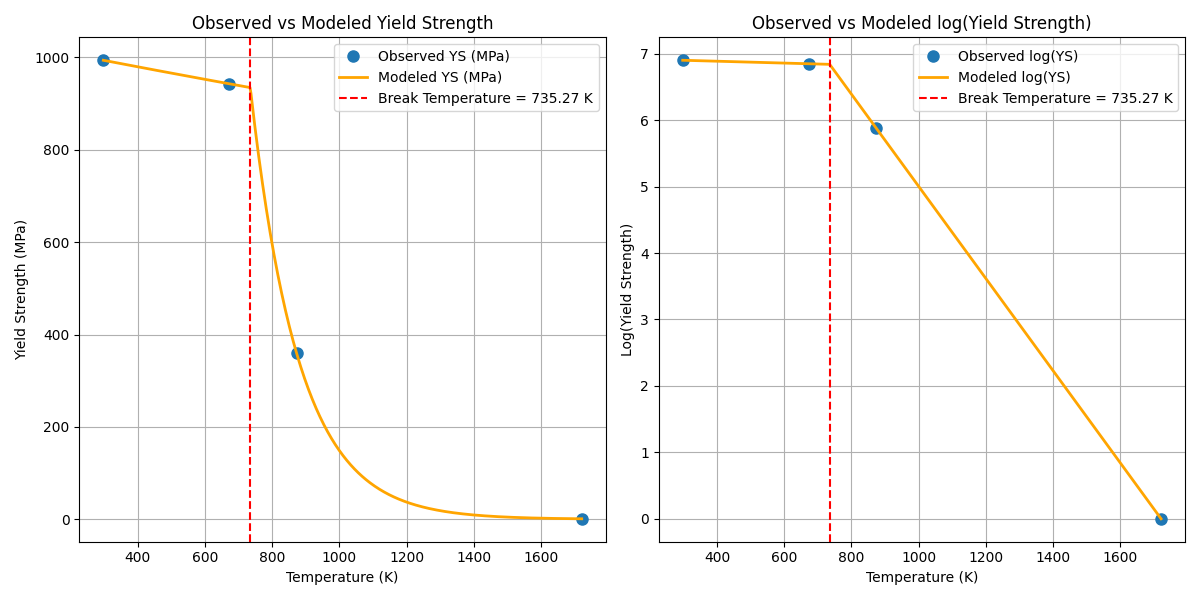 Observed vs Modeled Yield Strength
Observed YS (MPa)
Modeled YS (MPa)
Break Temperature = 735.27 K
Yield Strength (MPa)
1000
800
600
400
200
0
400 600 800 1000 1200 1400 1600
Temperature (K)
Observed vs Modeled log(Yield Strength)
Observed log(YS)
Modeled log(YS)
Break Temperature = 735.27 K
Log(Yield Strength)
7
6
5
4
3
2
1
0
400 600 800 1000 1200 1400 1600
Temperature (K)